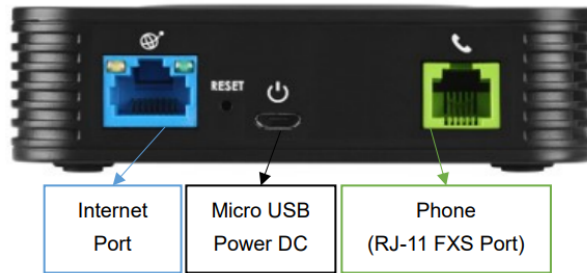 RESET
Internet
Port
Micro USB
Power DC
Phone
(RJ-11 FXS Port)